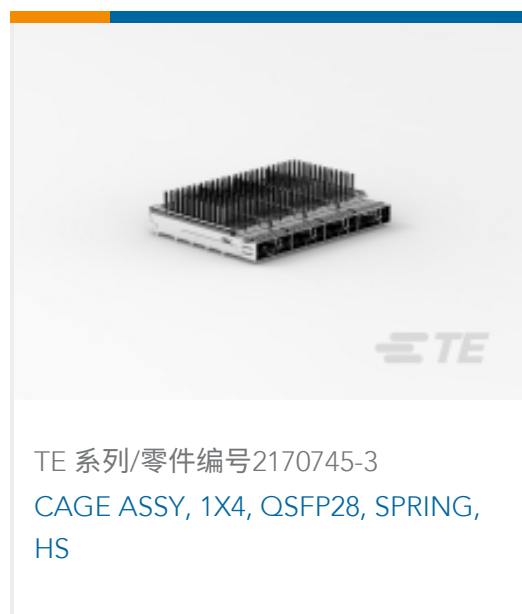 TE
TE 系列/零件编号2170745-3
CAGE ASSY, 1X4, QSFP28, SPRING,
HS